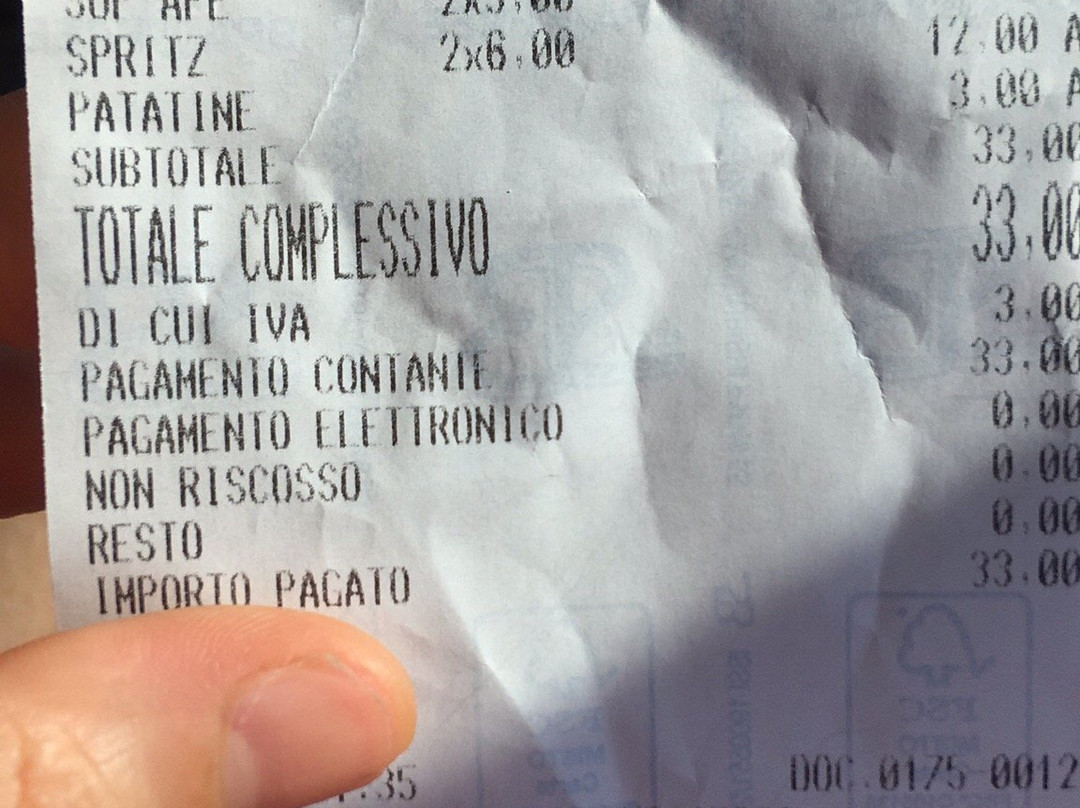 SPRITZ 2x6,00 12,00 A
PATATINE 3,00 A
SUBTOTALE 33,00
TOTALE COMPLESSIVO 33,00
DI CUI IVA 3,00
PAGAMENTO CONTANTE 33,00
PAGAMENTO ELETTRONICO 0,00
NON RISCOSSO 0,00
RESTO 0,00
IMPORTO PAGATO 33,00
DOC.0175-0012